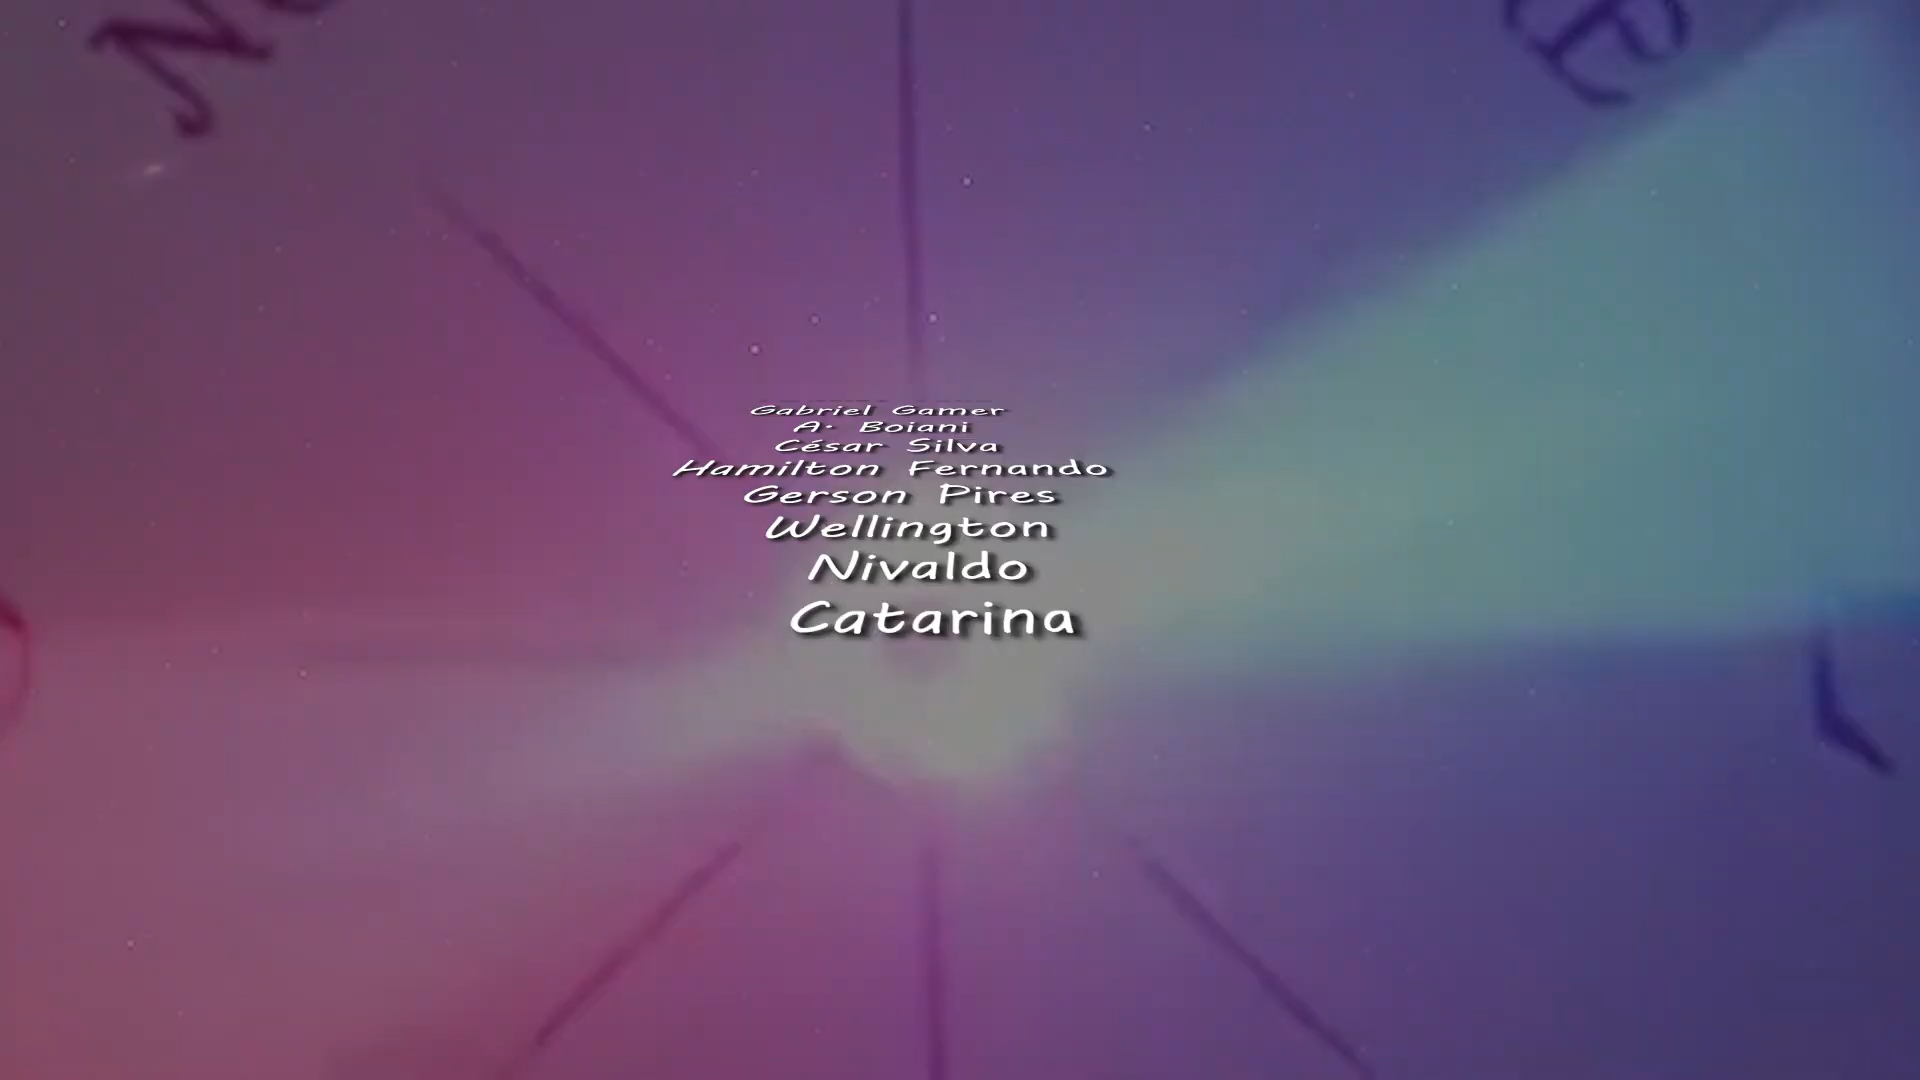 Gabriel Gamer
A. Boiani
César Silva
Hamilton Fernando
Gerson Pires
Wellington
Nivaldo
Catarina